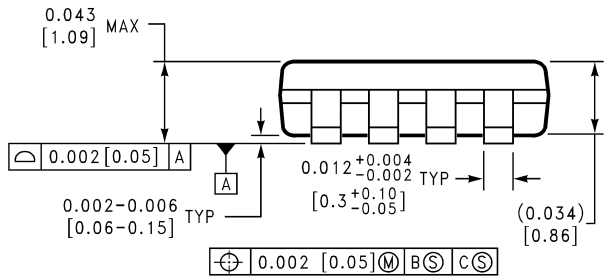 0.043
[1.09] MAX
⌓ 0.002[0.05] A
A
0.012 +0.004 -0.002 TYP
[0.3 +0.10 -0.05]
0.002-0.006
[0.06-0.15] TYP
(0.034)
[0.86]
⌖ 0.002 [0.05]Ⓜ BⓈ CⓈ